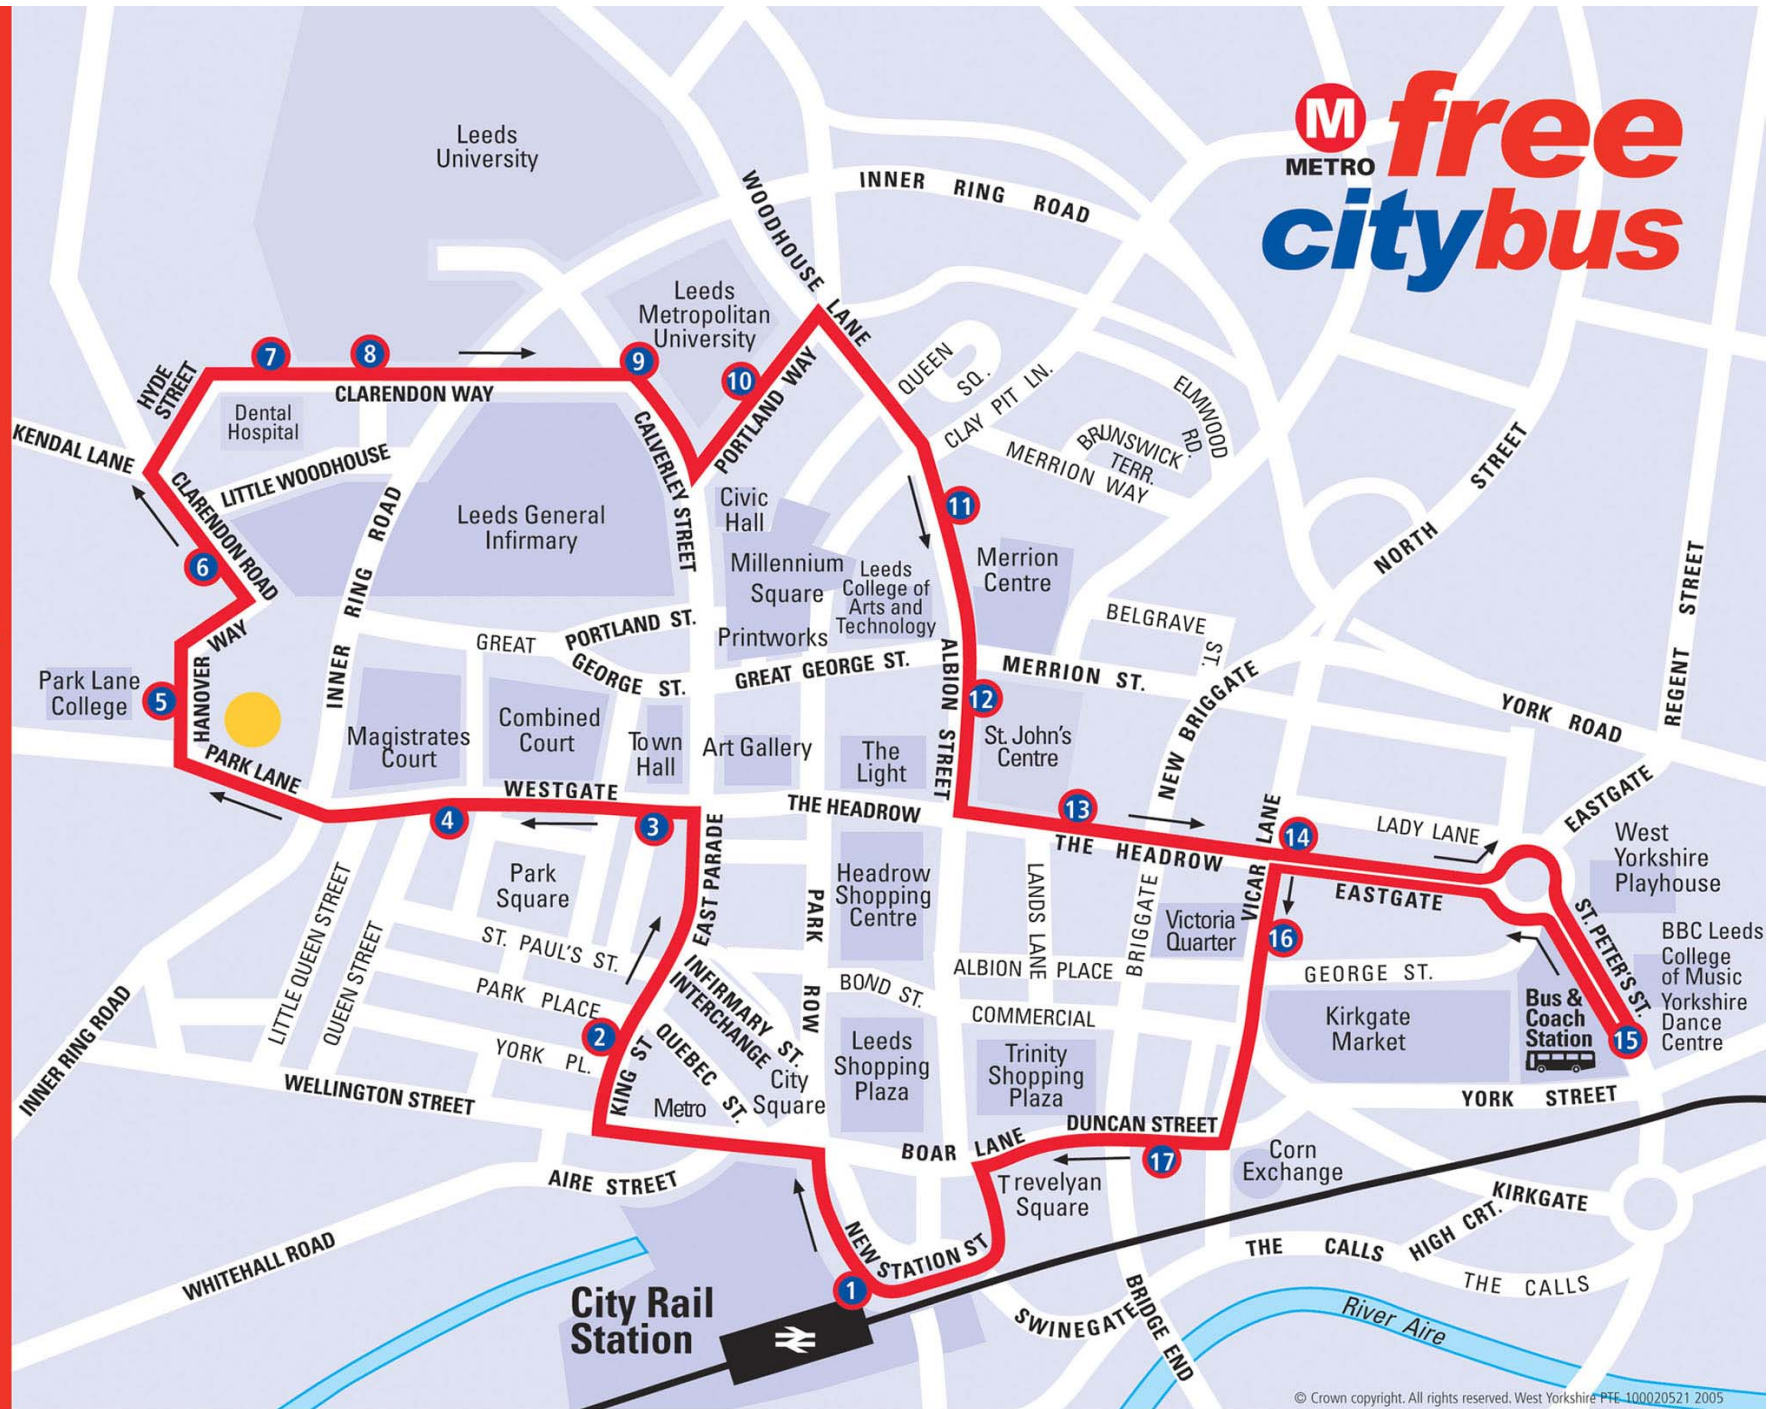 M
METRO
free
citybus
Leeds
University
INNER RING ROAD
WOODHOUSE LANE
Leeds
Metropolitan
University
7
8
9
10
HYDE
STREET
CLARENDON WAY
PORTLAND WAY
QUEEN
SQ.
CLAY PIT LN.
ELMWOOD
RD.
BRUNSWICK
TERR.
MERRION WAY
Dental
Hospital
KENDAL LANE
LITTLE WOODHOUSE
CALVERLEY STREET
CLARENDON ROAD
6
Leeds General
Infirmary
Civic
Hall
11
NORTH STREET
Millennium
Square
Leeds
College of
Arts and
Technology
Merrion
Centre
REGENT STREET
INNER RING ROAD
HANOVER WAY
GREAT
PORTLAND ST.
GEORGE ST.
Printworks
GREAT GEORGE ST.
BELGRAVE
ST.
MERRION ST.
NEW BRIGGATE
YORK ROAD
Park Lane
College
5
PARK LANE
Magistrates
Court
Combined
Court
Town
Hall
Art Gallery
The
Light
ALBION STREET
12
St. John's
Centre
WESTGATE
4
3
THE HEADROW
13
THE HEADROW
14
VICAR LANE
LADY LANE
EASTGATE
EASTGATE
West
Yorkshire
Playhouse
Park
Square
EAST PARADE
PARK ROW
Headrow
Shopping
Centre
LANDS LANE
BRIGGATE
Victoria
Quarter
16
ST. PETER'S ST.
BBC Leeds
College
of Music
Yorkshire
Dance
Centre
LITTLE QUEEN STREET
QUEEN STREET
ST. PAUL'S ST.
PARK PLACE
YORK PL.
INFIRMARY ST.
INTERCHANGE
QUEBEC ST.
BOND ST.
ALBION PLACE
COMMERCIAL
GEORGE ST.
Kirkgate
Market
Bus &
Coach
Station
15
2
KING ST
Metro
City
Square
Leeds
Shopping
Plaza
Trinity
Shopping
Plaza
INNER RING ROAD
WELLINGTON STREET
YORK STREET
BOAR LANE
DUNCAN STREET
17
Corn
Exchange
AIRE STREET
Trevelyan
Square
KIRKGATE
WHITEHALL ROAD
NEW STATION ST
THE CALLS
HIGH CRT.
THE CALLS
1
City Rail
Station
SWINEGATE
BRIDGE END
River Aire
© Crown copyright. All rights reserved. West Yorkshire PTE 100020521 2005